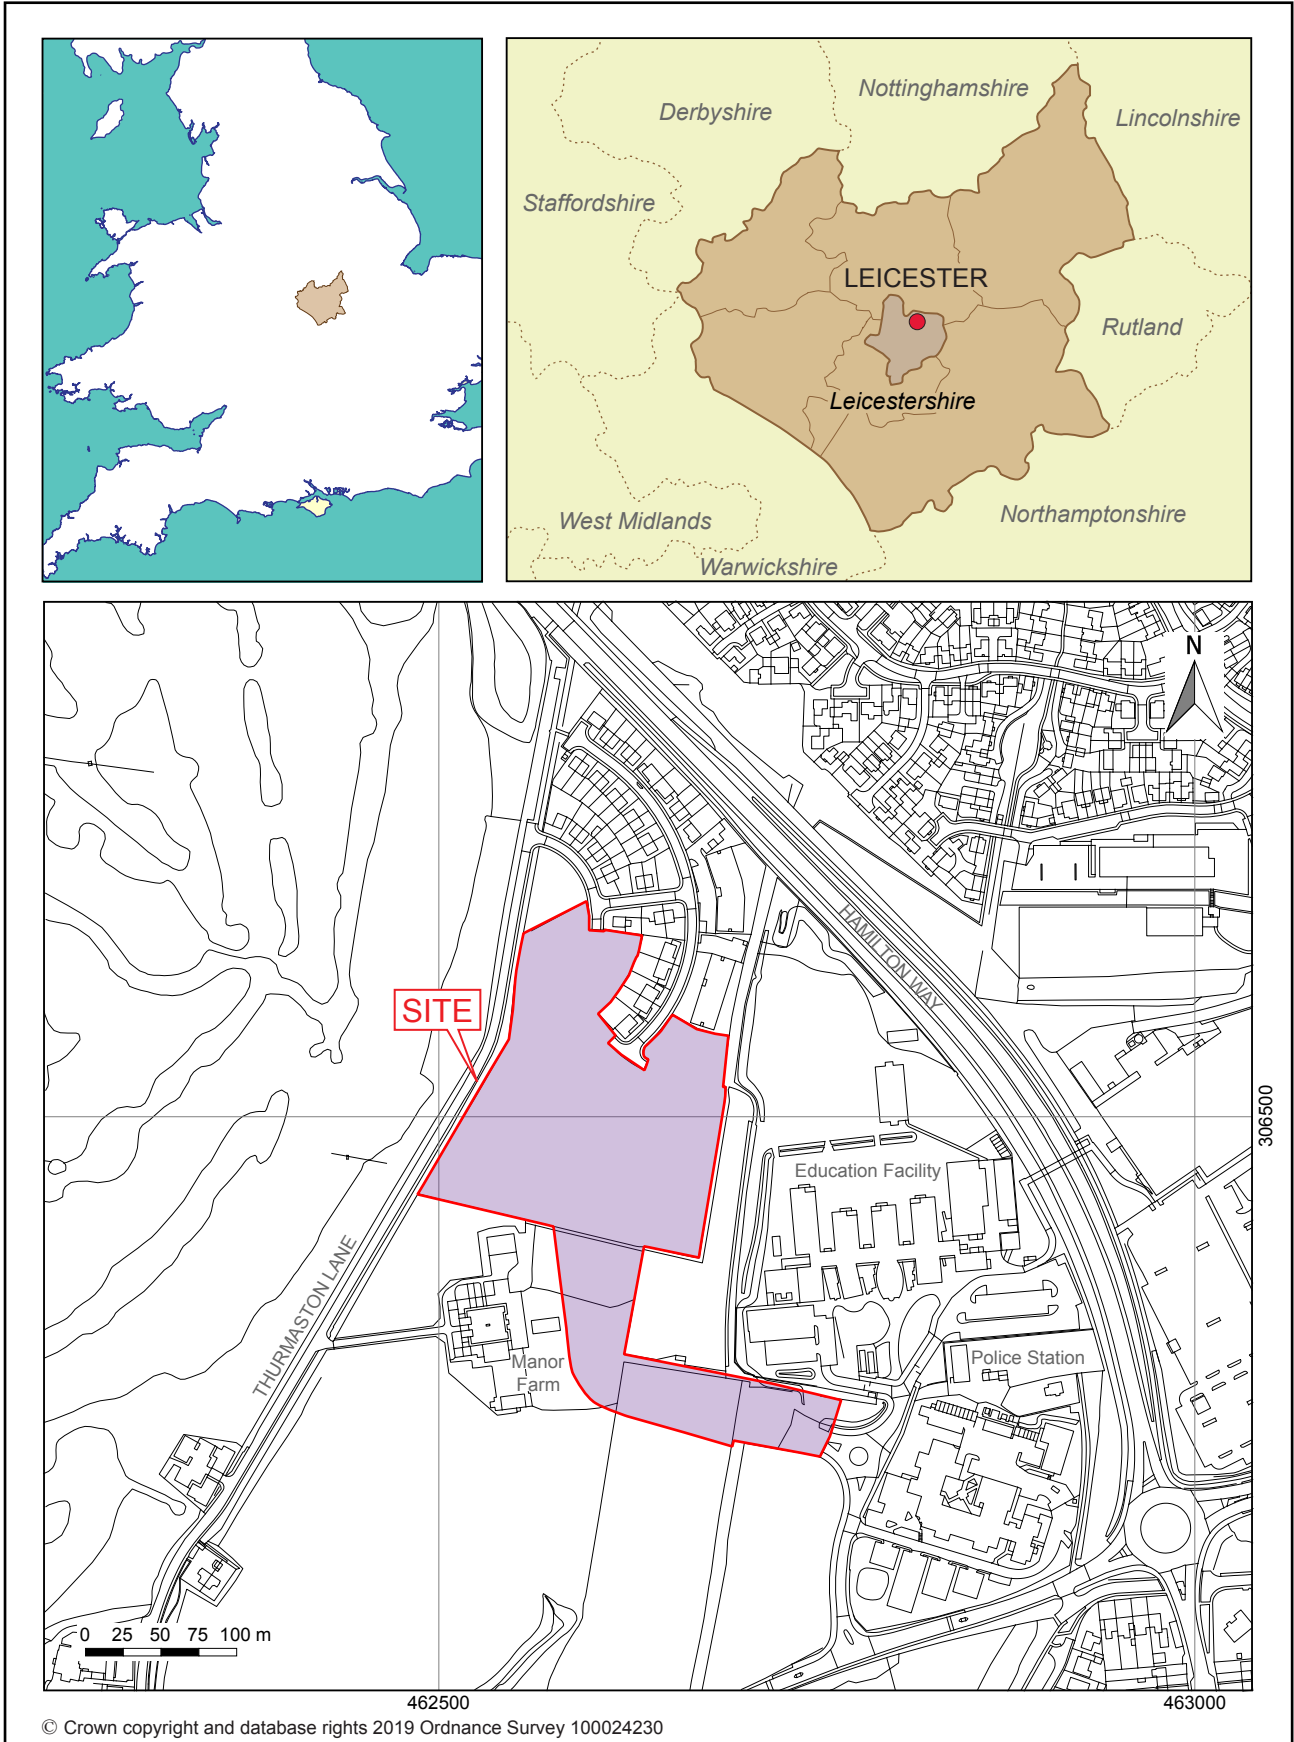 Derbyshire
Nottinghamshire
Lincolnshire
Staffordshire
LEICESTER
Rutland
Leicestershire
West Midlands
Northamptonshire
Warwickshire
N
HAMILTON WAY
SITE
306500
Education Facility
THURMASTON LANE
Manor
Farm
Police Station
0 25 50 75 100 m
462500
463000
© Crown copyright and database rights 2019 Ordnance Survey 100024230